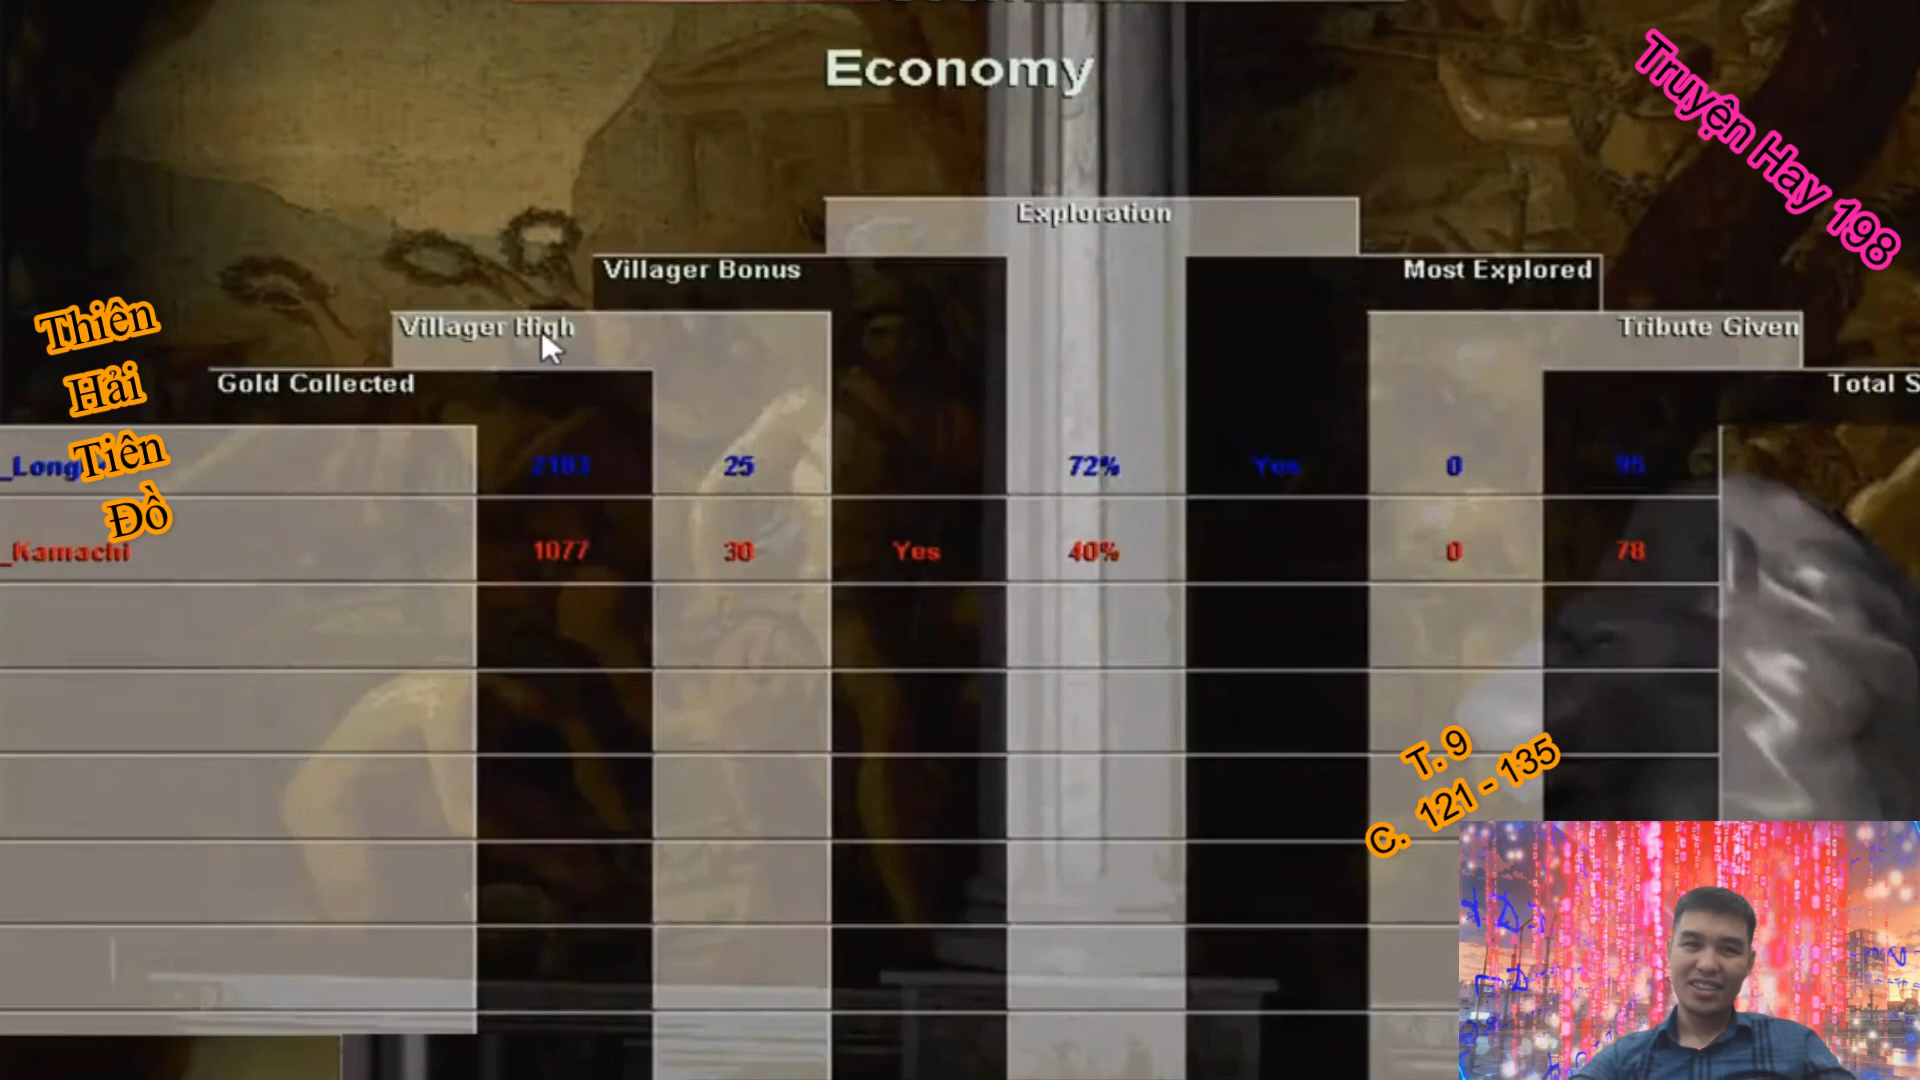 Economy
Truyện Hay 198
Exploration
Villager Bonus
Most Explored
Villager High
Tribute Given
Gold Collected
Total S
Thiên
Hải
Tiên
Đồ
_Long 2183 25 72% Yes 0 95
_Kamachi 1077 30 Yes 40% 0 78
T. 9
C. 121 - 135